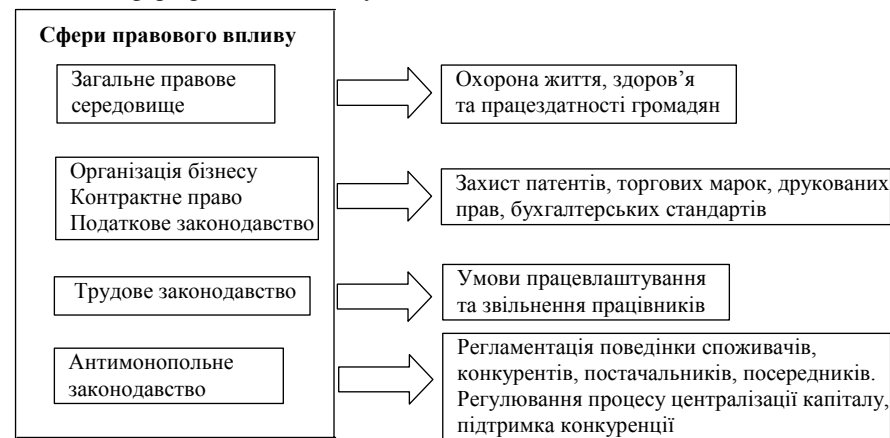 Сфери правового впливу
Загальне правове
середовище
Охорона життя, здоров’я
та працездатності громадян
Організація бізнесу
Контрактне право
Податкове законодавство
Захист патентів, торгових марок, друкованих
прав, бухгалтерських стандартів
Трудове законодавство
Умови працевлаштування
та звільнення працівників
Антимонопольне
законодавство
Регламентація поведінки споживачів,
конкурентів, постачальників, посередників.
Регулювання процесу централізації капіталу,
підтримка конкуренції